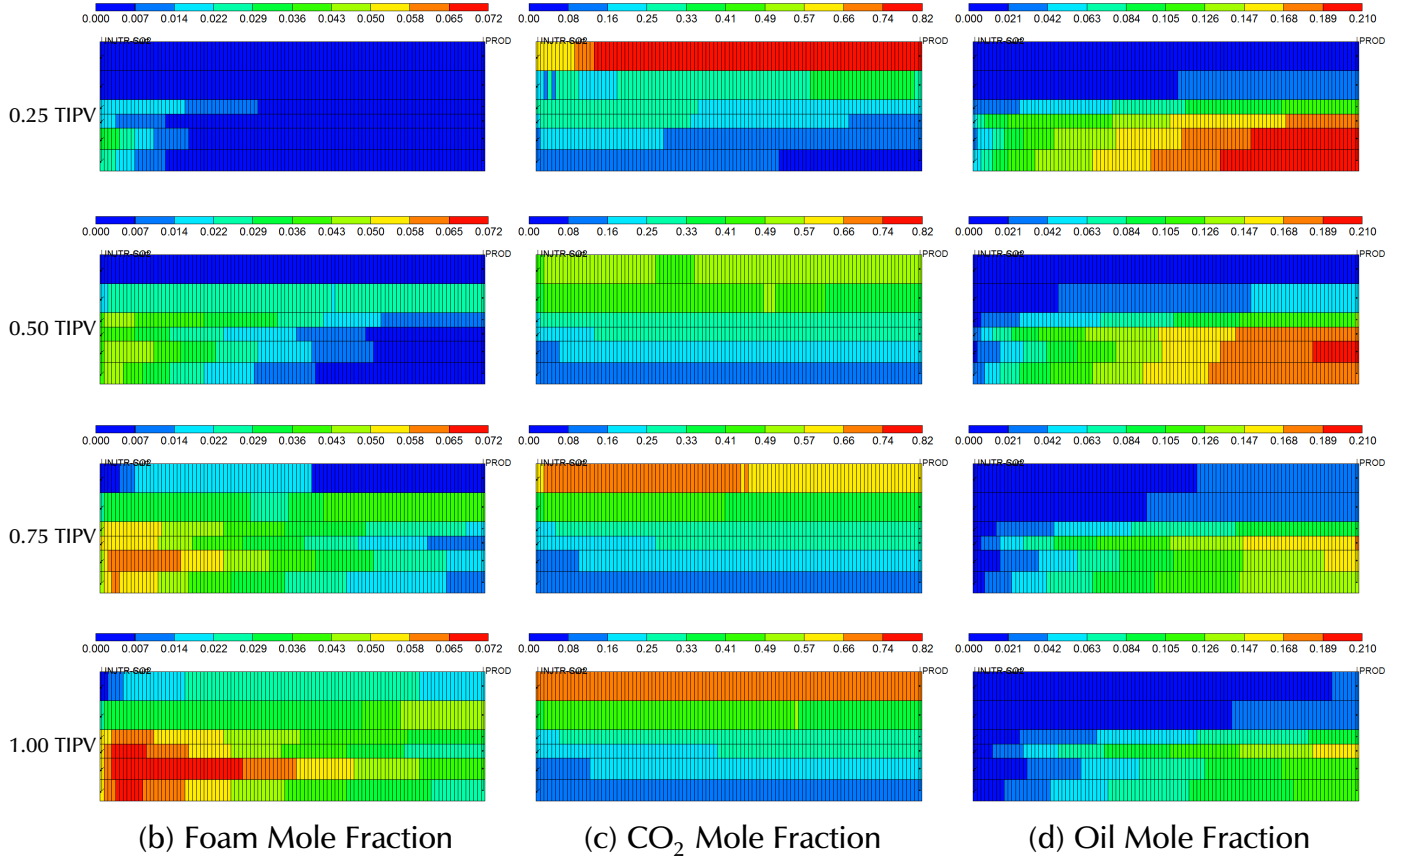 0.000 0.007 0.014 0.022 0.029 0.036 0.043 0.050 0.058 0.065 0.072
0.00 0.08 0.16 0.25 0.33 0.41 0.49 0.58 0.66 0.74 0.82
0.000 0.021 0.042 0.063 0.084 0.105 0.126 0.147 0.168 0.189 0.210
PROD PROD PROD
0.25 TIPV
0.000 0.007 0.014 0.022 0.029 0.036 0.043 0.050 0.058 0.065 0.072
0.00 0.08 0.16 0.25 0.33 0.41 0.49 0.58 0.66 0.74 0.82
0.000 0.021 0.042 0.063 0.084 0.105 0.126 0.147 0.168 0.189 0.210
PROD PROD PROD
0.50 TIPV
0.000 0.007 0.014 0.022 0.029 0.036 0.043 0.050 0.058 0.065 0.072
0.00 0.08 0.16 0.25 0.33 0.41 0.49 0.58 0.66 0.74 0.82
0.000 0.021 0.042 0.063 0.084 0.105 0.126 0.147 0.168 0.189 0.210
PROD PROD PROD
0.75 TIPV
0.000 0.007 0.014 0.022 0.029 0.036 0.043 0.050 0.058 0.065 0.072
0.00 0.08 0.16 0.25 0.33 0.41 0.49 0.58 0.66 0.74 0.82
0.000 0.021 0.042 0.063 0.084 0.105 0.126 0.147 0.168 0.189 0.210
PROD PROD PROD
1.00 TIPV
(b) Foam Mole Fraction
(c) CO₂ Mole Fraction
(d) Oil Mole Fraction